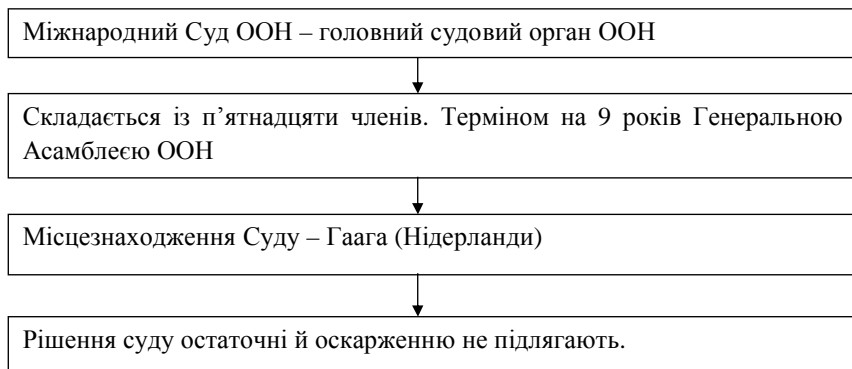 Міжнародний Суд ООН – головний судовий орган ООН
Складається із п’ятнадцяти членів. Терміном на 9 років Генеральною
Асамблеєю ООН
Місцезнаходження Суду – Гаага (Нідерланди)
Рішення суду остаточні й оскарженню не підлягають.